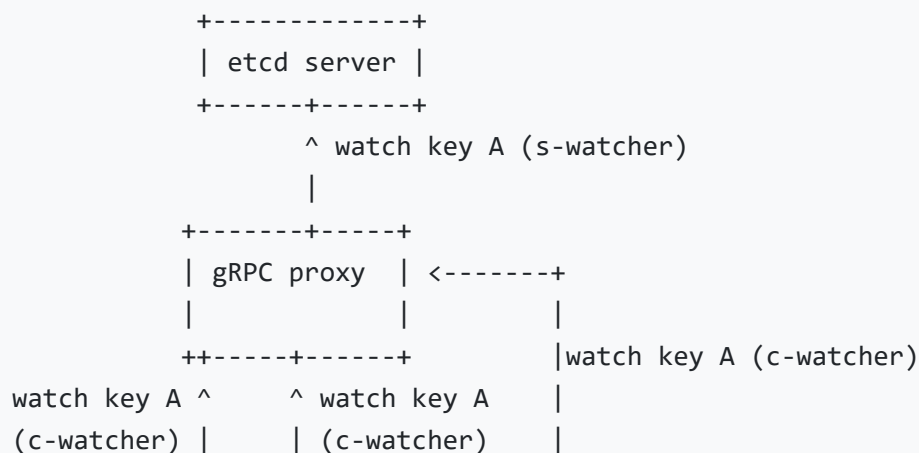 etcd server
^ watch key A (s-watcher)
gRPC proxy <-------+
watch key A (c-watcher)
watch key A ^ ^ watch key A
(c-watcher) (c-watcher)